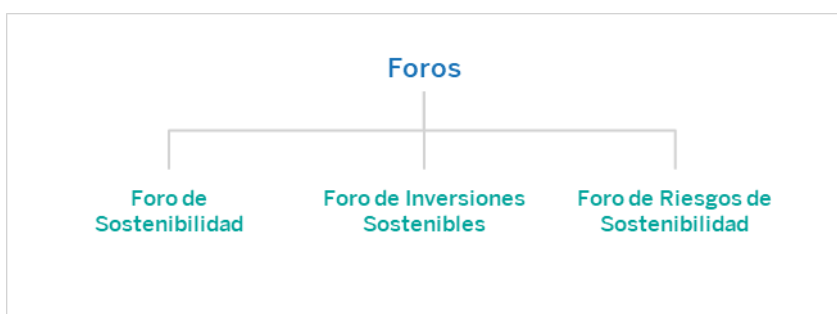 Foros
Foro de
Sostenibilidad
Foro de Inversiones
Sostenibles
Foro de Riesgos de
Sostenibilidad